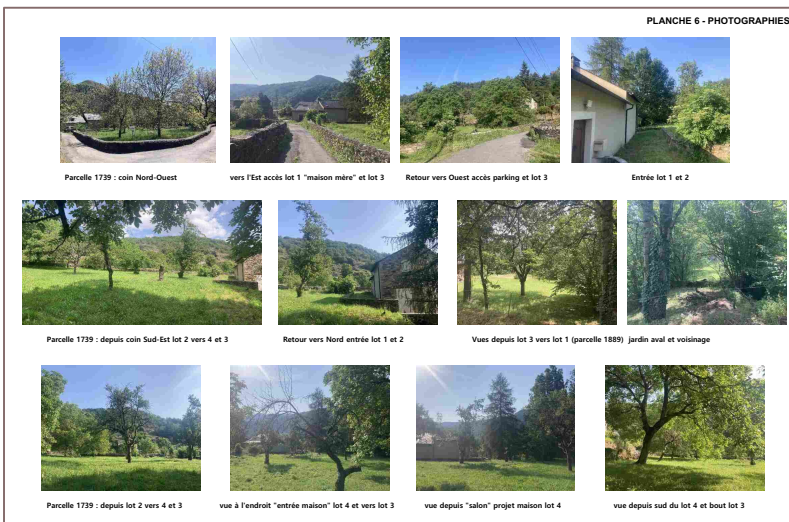 PLANCHE 6 - PHOTOGRAPHIES
Parcelle 1739 : coin Nord-Ouest
vers l'Est accès lot 1 "maison mère" et lot 3
Retour vers Ouest accès parking et lot 3
Entrée lot 1 et 2
Parcelle 1739 : depuis coin Sud-Est lot 2 vers 4 et 3
Retour vers Nord entrée lot 1 et 2
Vues depuis lot 3 vers lot 1 (parcelle 1889) jardin aval et voisinage
Parcelle 1739 : depuis lot 2 vers 4 et 3
vue à l'endroit "entrée maison" lot 4 et vers lot 3
vue depuis "salon" projet maison lot 4
vue depuis sud du lot 4 et bout lot 3